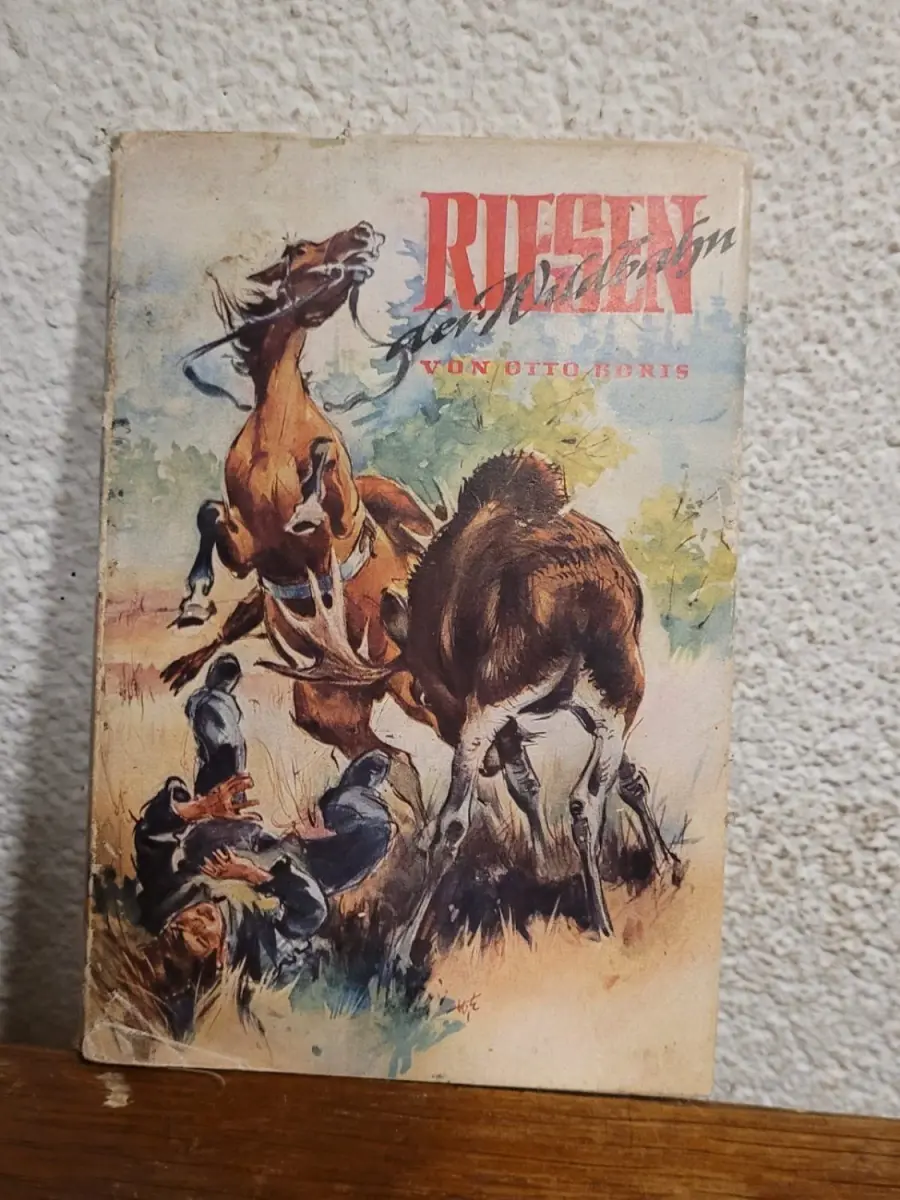 RIESEN
der Wildbahn
VON OTTO BORIS